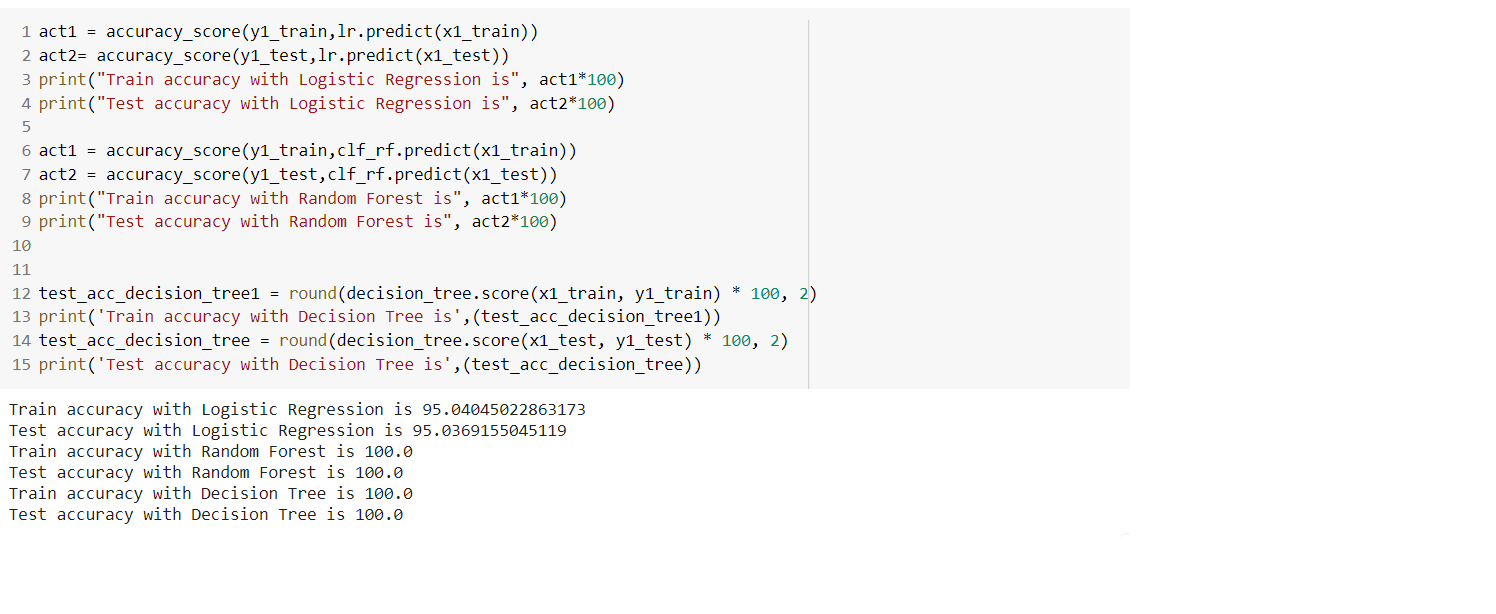 1 act1 = accuracy_score(y1_train,lr.predict(x1_train))
2 act2= accuracy_score(y1_test,lr.predict(x1_test))
3 print("Train accuracy with Logistic Regression is", act1*100)
4 print("Test accuracy with Logistic Regression is", act2*100)
5
6 act1 = accuracy_score(y1_train,clf_rf.predict(x1_train))
7 act2 = accuracy_score(y1_test,clf_rf.predict(x1_test))
8 print("Train accuracy with Random Forest is", act1*100)
9 print("Test accuracy with Random Forest is", act2*100)
10
11
12 test_acc_decision_tree1 = round(decision_tree.score(x1_train, y1_train) * 100, 2)
13 print('Train accuracy with Decision Tree is',(test_acc_decision_tree1))
14 test_acc_decision_tree = round(decision_tree.score(x1_test, y1_test) * 100, 2)
15 print('Test accuracy with Decision Tree is',(test_acc_decision_tree))
Train accuracy with Logistic Regression is 95.04045022863173
Test accuracy with Logistic Regression is 95.0369155045119
Train accuracy with Random Forest is 100.0
Test accuracy with Random Forest is 100.0
Train accuracy with Decision Tree is 100.0
Test accuracy with Decision Tree is 100.0